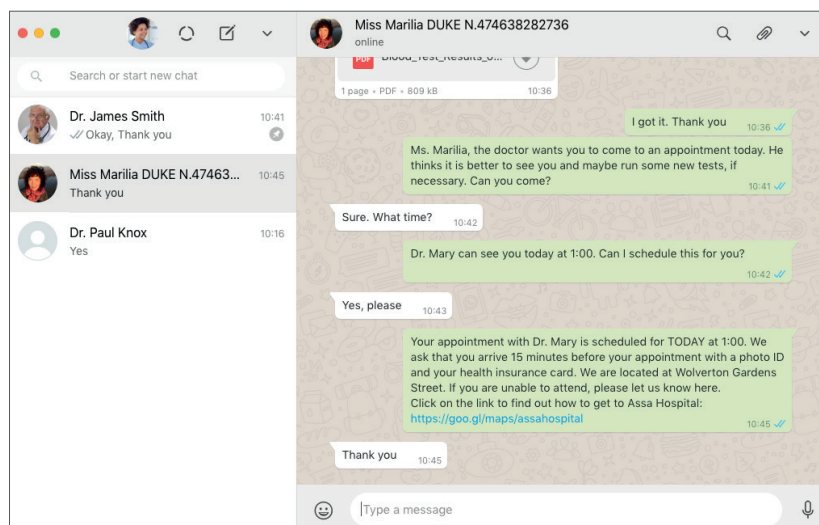 Miss Marilia DUKE N.474638282736
online
Search or start new chat
Dr. James Smith
10:41
Okay, Thank you
Miss Marilia DUKE N.47463...
10:45
Thank you
Dr. Paul Knox
10:16
Yes
PDF
Blood_Test_Results_0...
1 page • PDF • 809 kB
10:36
I got it. Thank you
10:36
Ms. Marilia, the doctor wants you to come to an appointment today. He
thinks it is better to see you and maybe run some new tests, if
necessary. Can you come?
10:41
Sure. What time?
10:42
Dr. Mary can see you today at 1:00. Can I schedule this for you?
10:42
Yes, please
10:43
Your appointment with Dr. Mary is scheduled for TODAY at 1:00. We
ask that you arrive 15 minutes before your appointment with a photo ID
and your health insurance card. We are located at Wolverton Gardens
Street. If you are unable to attend, please let us know here.
Click on the link to find out how to get to Assa Hospital:
https://goo.gl/maps/assahospital
10:45
Thank you
10:45
Type a message